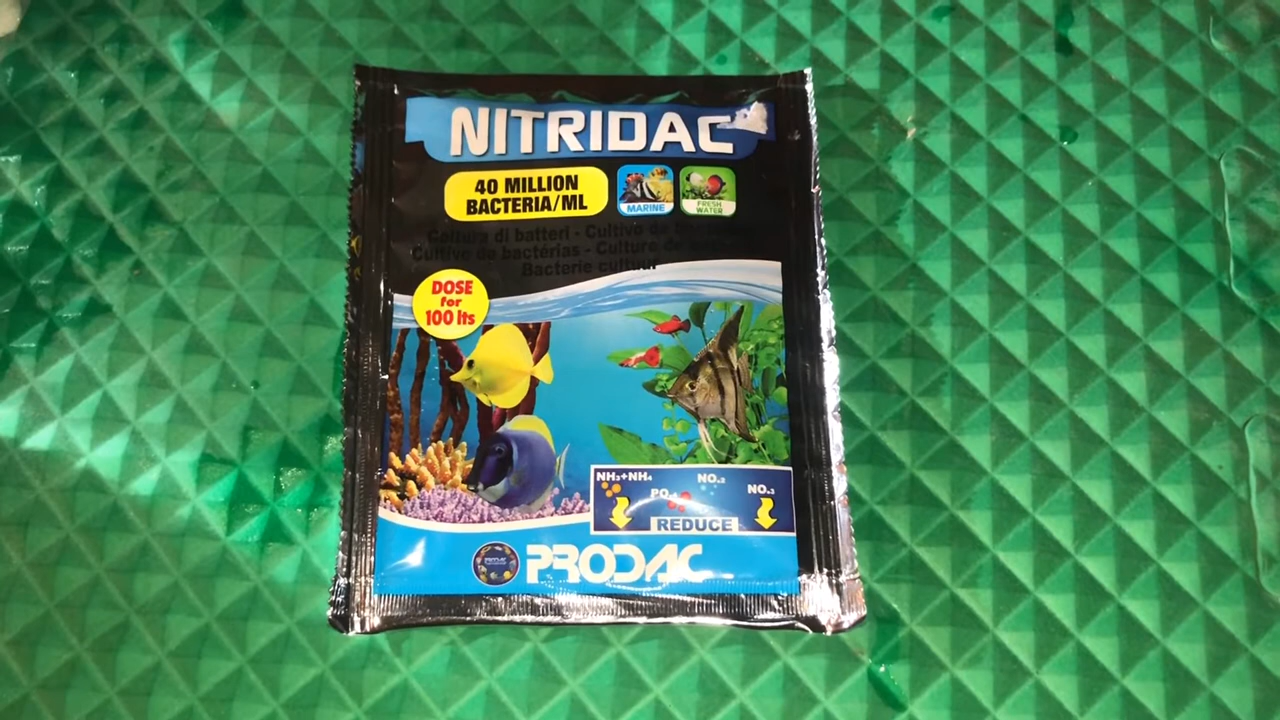 NITRIDAC
40 MILLION
BACTERIA/ML
MARINE
FRESH
WATER
Coltura di batteri - Cultivo de
Cultive de bactérias - Culture de
Bacterie cultuur
DOSE
for
100 lts
NH₃+NH₄
NO₂
PO₄
NO₃
REDUCE
PRODAC